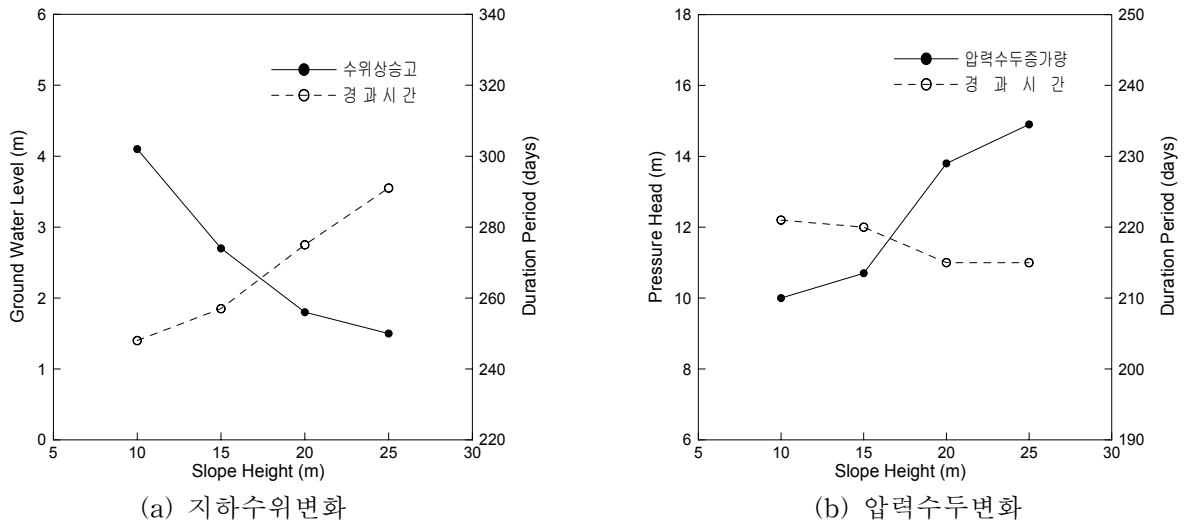 6
5
4
3
2
1
0
Ground Water Level (m)
340
320
300
280
260
240
220
Duration Period (days)
수위상승고
경 과 시 간
5 10 15 20 25 30
Slope Height (m)
(a) 지하수위변화
18
16
14
12
10
8
6
Pressure Head (m)
250
240
230
220
210
200
190
Duration Period (days)
압력수두증가량
경 과 시 간
5 10 15 20 25 30
Slope Height (m)
(b) 압력수두변화